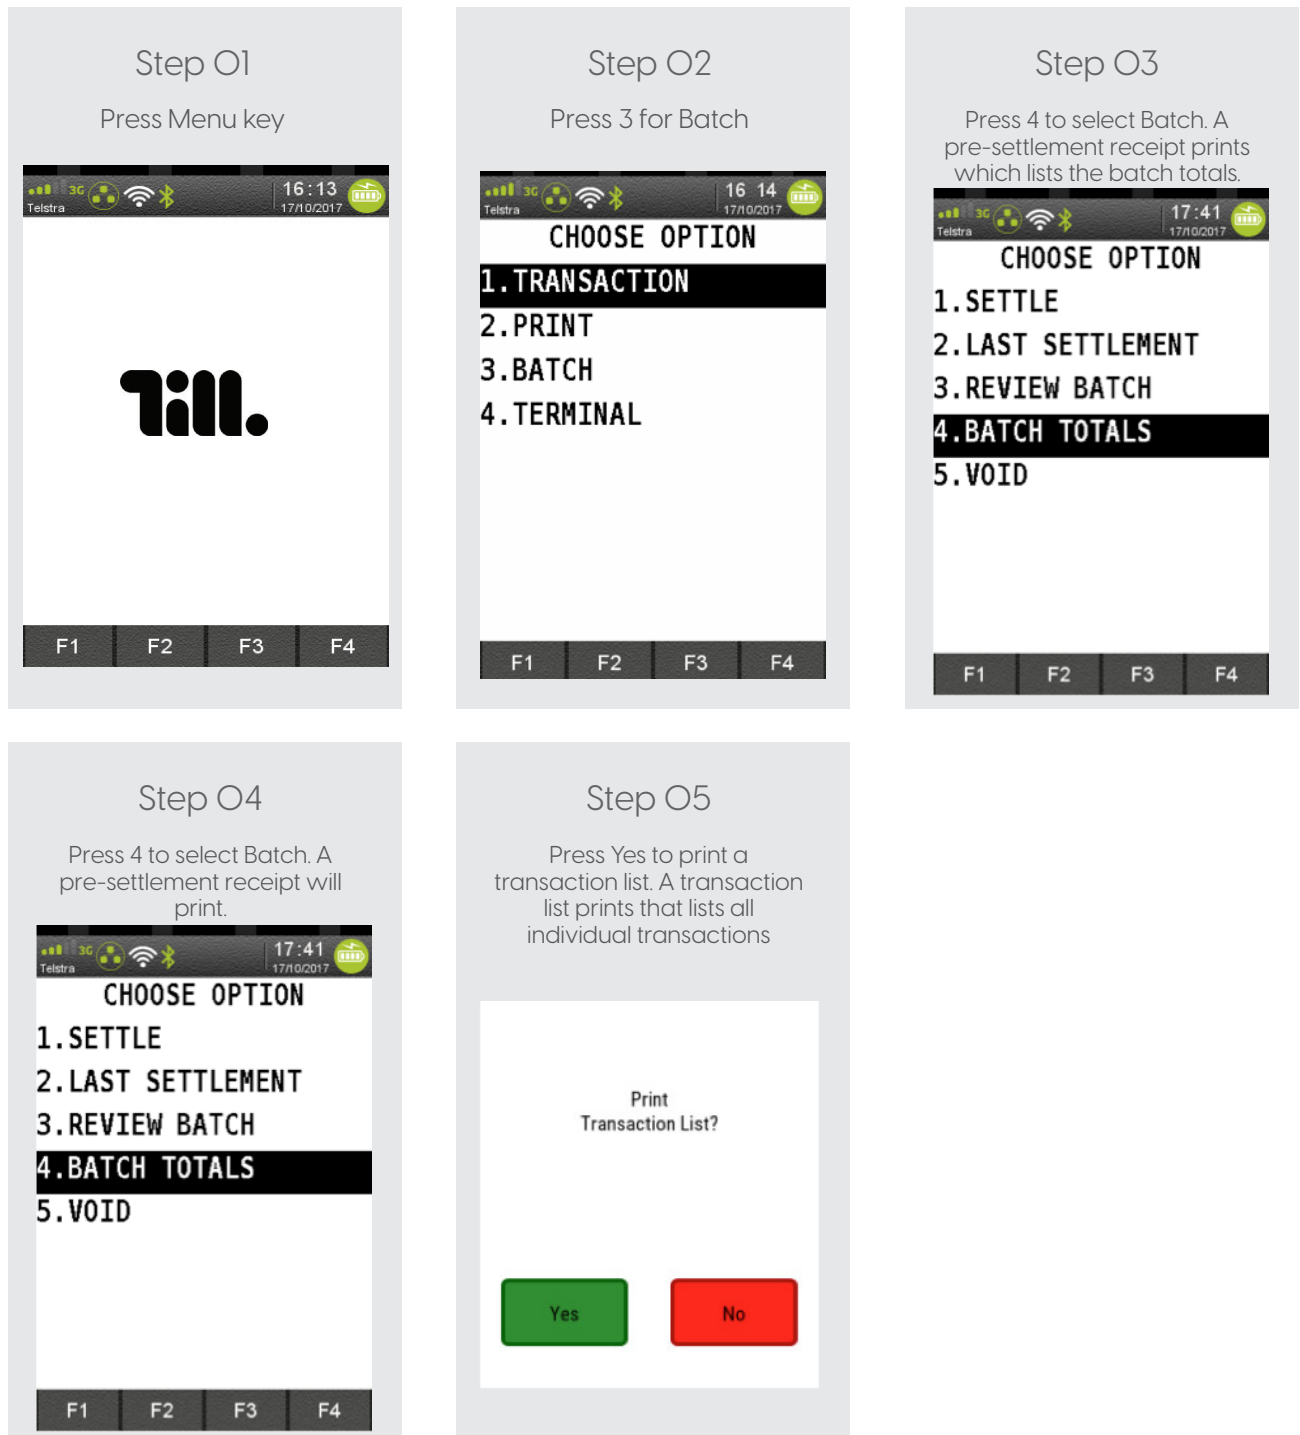 Step 01
Press Menu key
3G
Telstra
16:13
17/10/2017
Till.
F1 F2 F3 F4
Step 02
Press 3 for Batch
3G
Telstra
16 14
17/10/2017
CHOOSE OPTION
1.TRANSACTION
2.PRINT
3.BATCH
4.TERMINAL
F1 F2 F3 F4
Step 03
Press 4 to select Batch. A
pre-settlement receipt prints
which lists the batch totals.
3G
Telstra
17:41
17/10/2017
CHOOSE OPTION
1.SETTLE
2.LAST SETTLEMENT
3.REVIEW BATCH
4.BATCH TOTALS
5.VOID
F1 F2 F3 F4
Step 04
Press 4 to select Batch. A
pre-settlement receipt will
print.
3G
Telstra
17:41
17/10/2017
CHOOSE OPTION
1.SETTLE
2.LAST SETTLEMENT
3.REVIEW BATCH
4.BATCH TOTALS
5.VOID
F1 F2 F3 F4
Step 05
Press Yes to print a
transaction list. A transaction
list prints that lists all
individual transactions
Print
Transaction List?
Yes No